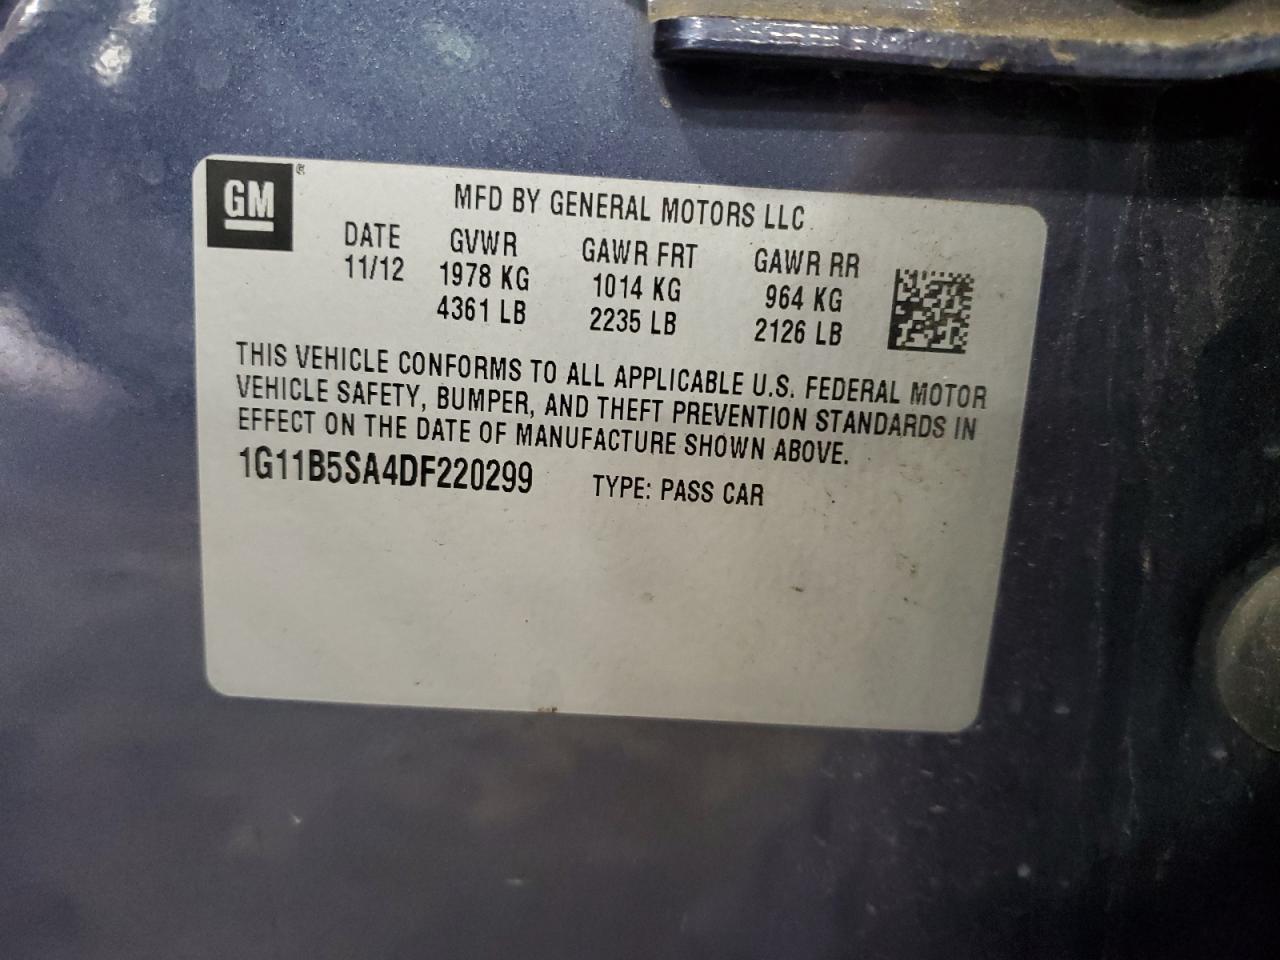 GM
MFD BY GENERAL MOTORS LLC
DATE GVWR GAWR FRT GAWR RR
11/12 1978 KG 1014 KG 964 KG
4361 LB 2235 LB 2126 LB
THIS VEHICLE CONFORMS TO ALL APPLICABLE U.S. FEDERAL MOTOR
VEHICLE SAFETY, BUMPER, AND THEFT PREVENTION STANDARDS IN
EFFECT ON THE DATE OF MANUFACTURE SHOWN ABOVE.
1G11B5SA4DF220299 TYPE: PASS CAR